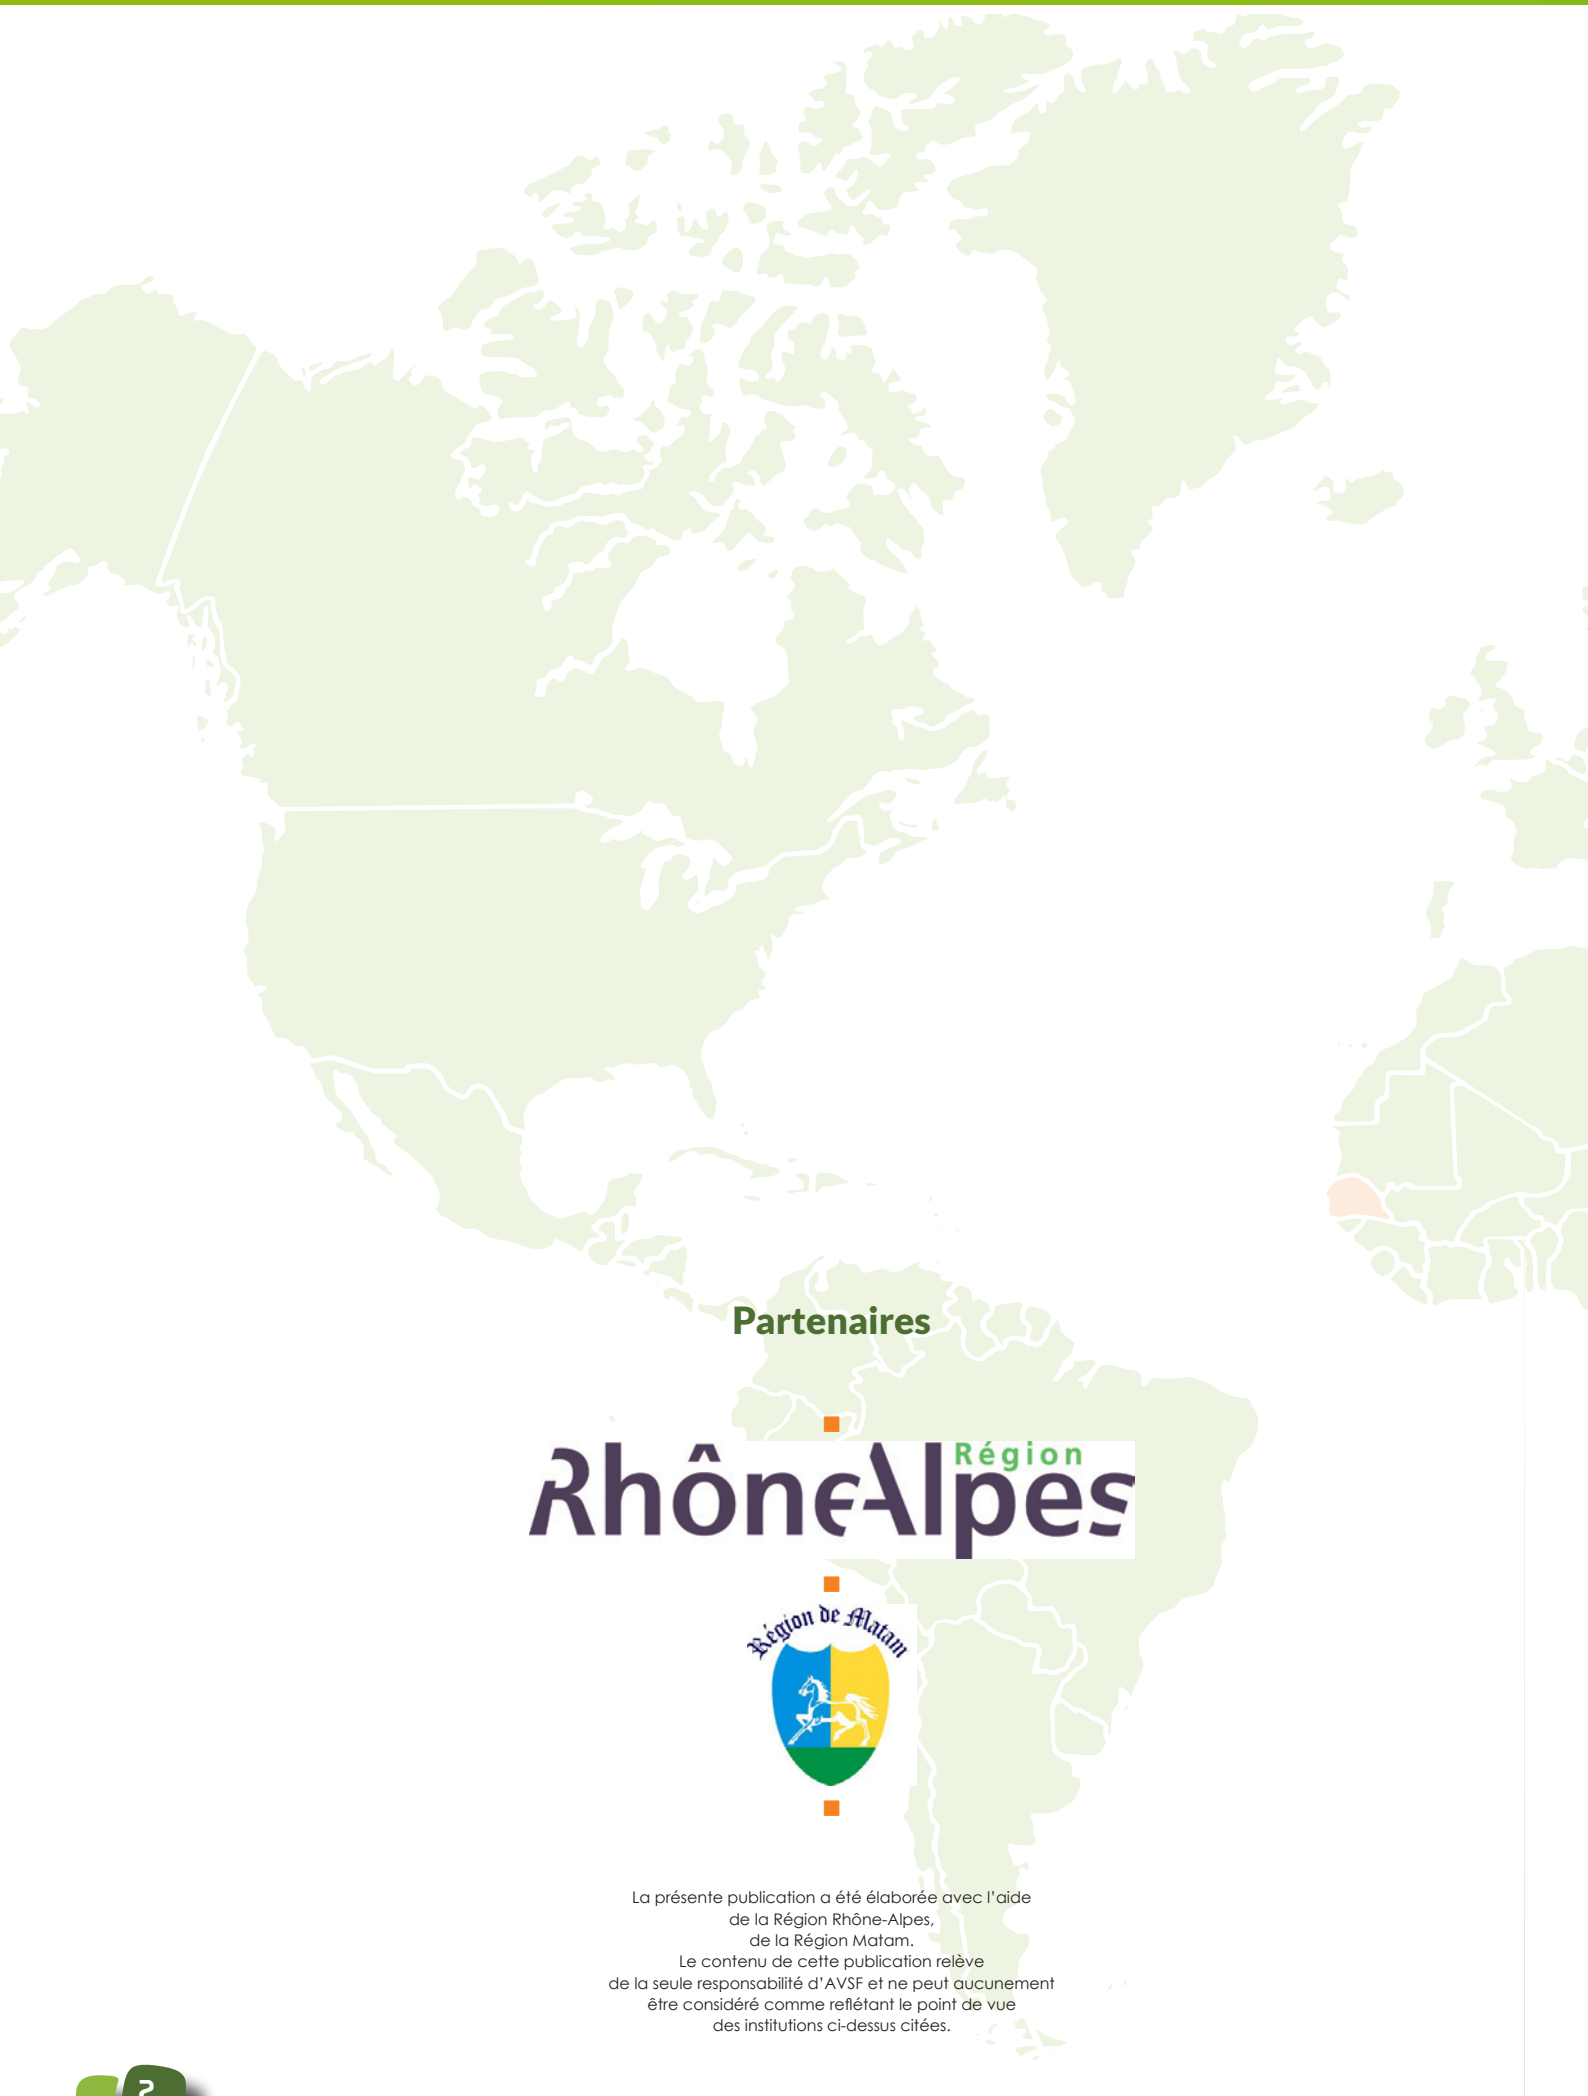 Partenaires
Région
RhôneAlpes
Région de Matam
La présente publication a été élaborée avec l'aide
de la Région Rhône-Alpes,
de la Région Matam.
Le contenu de cette publication relève
de la seule responsabilité d'AVSF et ne peut aucunement
être considéré comme reflétant le point de vue
des institutions ci-dessus citées.
2